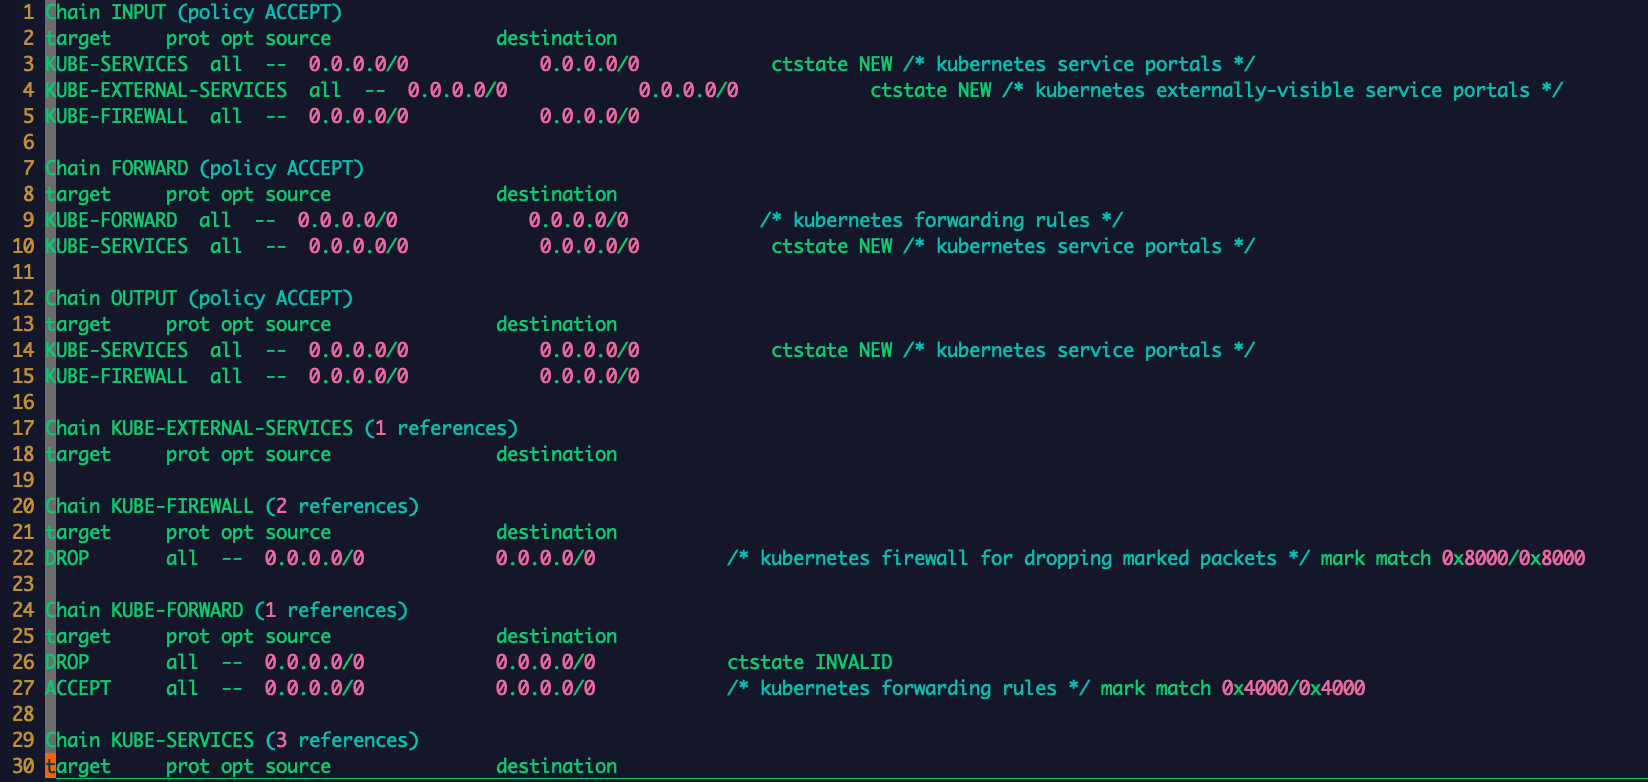 1 Chain INPUT (policy ACCEPT)
2 target     prot opt source               destination
3 KUBE-SERVICES  all  --  0.0.0.0/0            0.0.0.0/0            ctstate NEW /* kubernetes service portals */
4 KUBE-EXTERNAL-SERVICES  all  --  0.0.0.0/0            0.0.0.0/0            ctstate NEW /* kubernetes externally-visible service portals */
5 KUBE-FIREWALL  all  --  0.0.0.0/0            0.0.0.0/0
6
7 Chain FORWARD (policy ACCEPT)
8 target     prot opt source               destination
9 KUBE-FORWARD  all  --  0.0.0.0/0            0.0.0.0/0            /* kubernetes forwarding rules */
10 KUBE-SERVICES  all  --  0.0.0.0/0            0.0.0.0/0            ctstate NEW /* kubernetes service portals */
11
12 Chain OUTPUT (policy ACCEPT)
13 target     prot opt source               destination
14 KUBE-SERVICES  all  --  0.0.0.0/0            0.0.0.0/0            ctstate NEW /* kubernetes service portals */
15 KUBE-FIREWALL  all  --  0.0.0.0/0            0.0.0.0/0
16
17 Chain KUBE-EXTERNAL-SERVICES (1 references)
18 target     prot opt source               destination
19
20 Chain KUBE-FIREWALL (2 references)
21 target     prot opt source               destination
22 DROP       all  --  0.0.0.0/0            0.0.0.0/0            /* kubernetes firewall for dropping marked packets */ mark match 0x8000/0x8000
23
24 Chain KUBE-FORWARD (1 references)
25 target     prot opt source               destination
26 DROP       all  --  0.0.0.0/0            0.0.0.0/0            ctstate INVALID
27 ACCEPT     all  --  0.0.0.0/0            0.0.0.0/0            /* kubernetes forwarding rules */ mark match 0x4000/0x4000
28
29 Chain KUBE-SERVICES (3 references)
30 target     prot opt source               destination